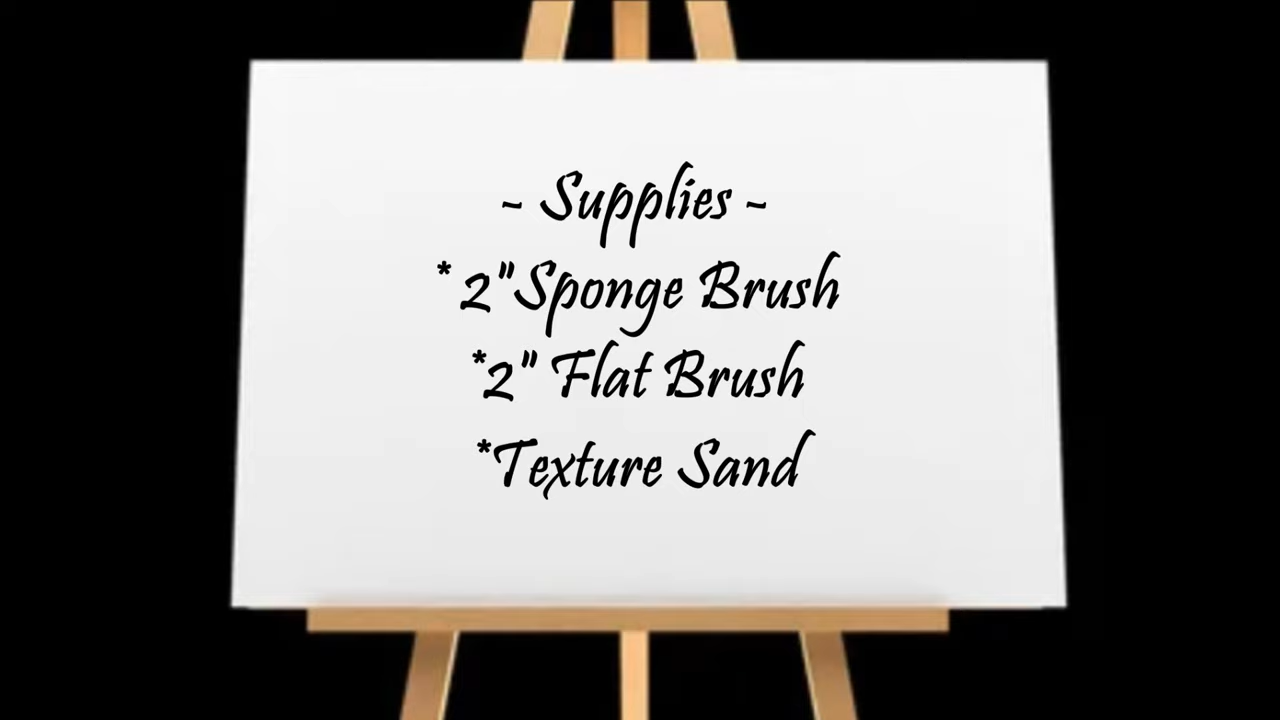 ~ Supplies ~
* 2" Sponge Brush
*2" Flat Brush
*Texture Sand